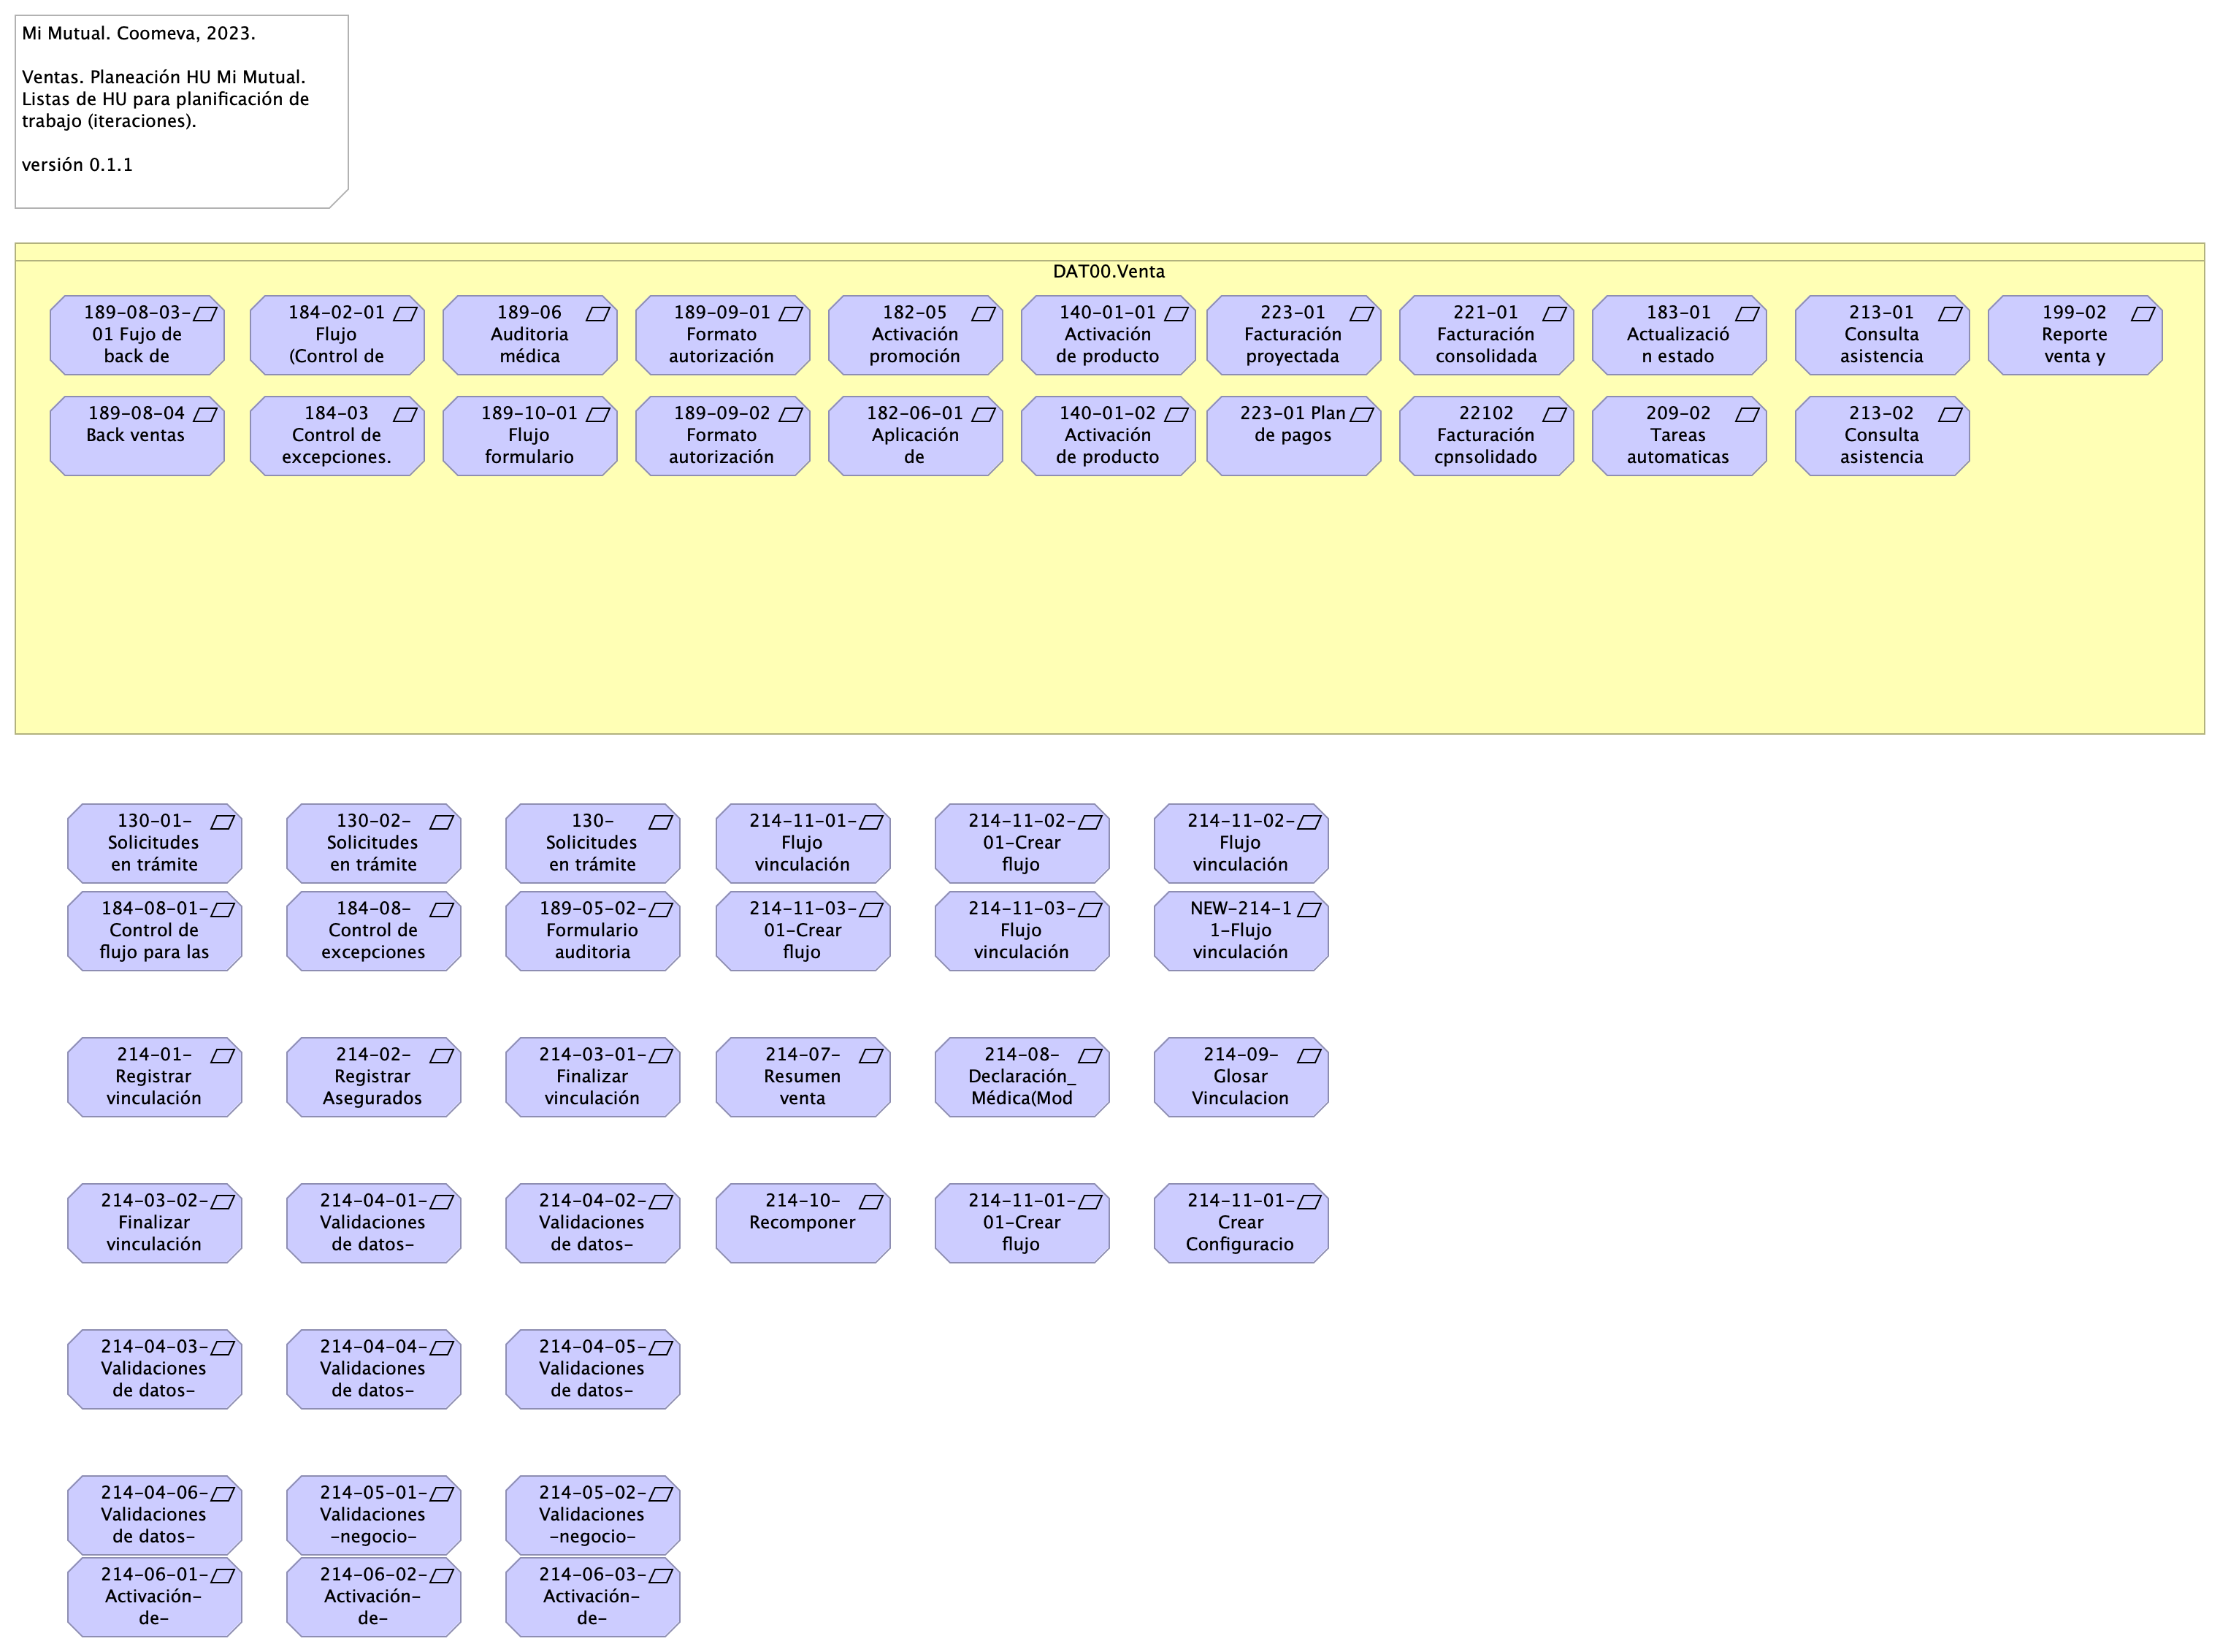 Mi Mutual. Coomeva, 2023.
Ventas. Planeación HU Mi Mutual.
Listas de HU para planificación de
trabajo (iteraciones).
versión 0.1.1
DAT00.Venta
189-08-03-
01 Fujo de
back de
184-02-01
Flujo
(Control de
189-06
Auditoria
médica
189-09-01
Formato
autorización
182-05
Activación
promoción
140-01-01
Activación
de producto
223-01
Facturación
proyectada
221-01
Facturación
consolidada
183-01
Actualizació
n estado
213-01
Consulta
asistencia
199-02
Reporte
venta y
189-08-04
Back ventas
184-03
Control de
excepciones.
189-10-01
Flujo
formulario
189-09-02
Formato
autorización
182-06-01
Aplicación
de
140-01-02
Activación
de producto
223-01 Plan
de pagos
22102
Facturación
cpnsolidado
209-02
Tareas
automaticas
213-02
Consulta
asistencia
130-01-
Solicitudes
en trámite
130-02-
Solicitudes
en trámite
130-
Solicitudes
en trámite
214-11-01-
Flujo
vinculación
214-11-02-
01-Crear
flujo
214-11-02-
Flujo
vinculación
184-08-01-
Control de
flujo para las
184-08-
Control de
excepciones
189-05-02-
Formulario
auditoria
214-11-03-
01-Crear
flujo
214-11-03-
Flujo
vinculación
NEW-214-1
1-Flujo
vinculación
214-01-
Registrar
vinculación
214-02-
Registrar
Asegurados
214-03-01-
Finalizar
vinculación
214-07-
Resumen
venta
214-08-
Declaración_
Médica(Mod
214-09-
Glosar
Vinculacion
214-03-02-
Finalizar
vinculación
214-04-01-
Validaciones
de datos-
214-04-02-
Validaciones
de datos-
214-10-
Recomponer
214-11-01-
01-Crear
flujo
214-11-01-
Crear
Configuracio
214-04-03-
Validaciones
de datos-
214-04-04-
Validaciones
de datos-
214-04-05-
Validaciones
de datos-
214-04-06-
Validaciones
de datos-
214-05-01-
Validaciones
-negocio-
214-05-02-
Validaciones
-negocio-
214-06-01-
Activación-
de-
214-06-02-
Activación-
de-
214-06-03-
Activación-
de-